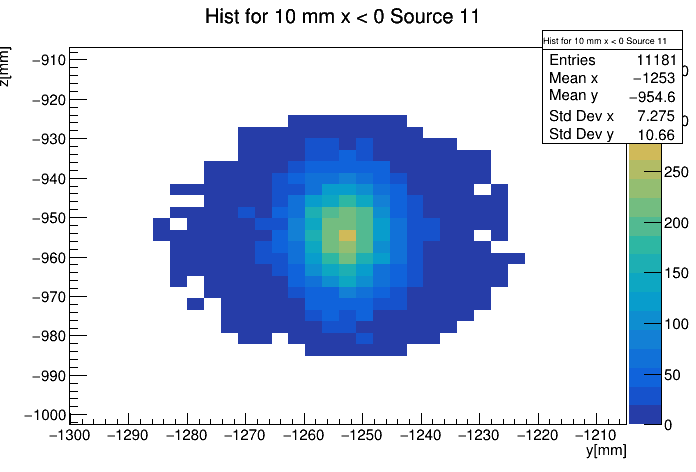 Hist for 10 mm x < 0 Source 11
z[mm]
Hist for 10 mm x < 0 Source 11
Entries 11181
Mean x −1253
Mean y −954.6
Std Dev x 7.275
Std Dev y 10.66
−910
−920
−930
−940
−950
−960
−970
−980
−990
−1000
250
200
150
100
50
0
−1300 −1290 −1280 −1270 −1260 −1250 −1240 −1230 −1220 −1210
y[mm]